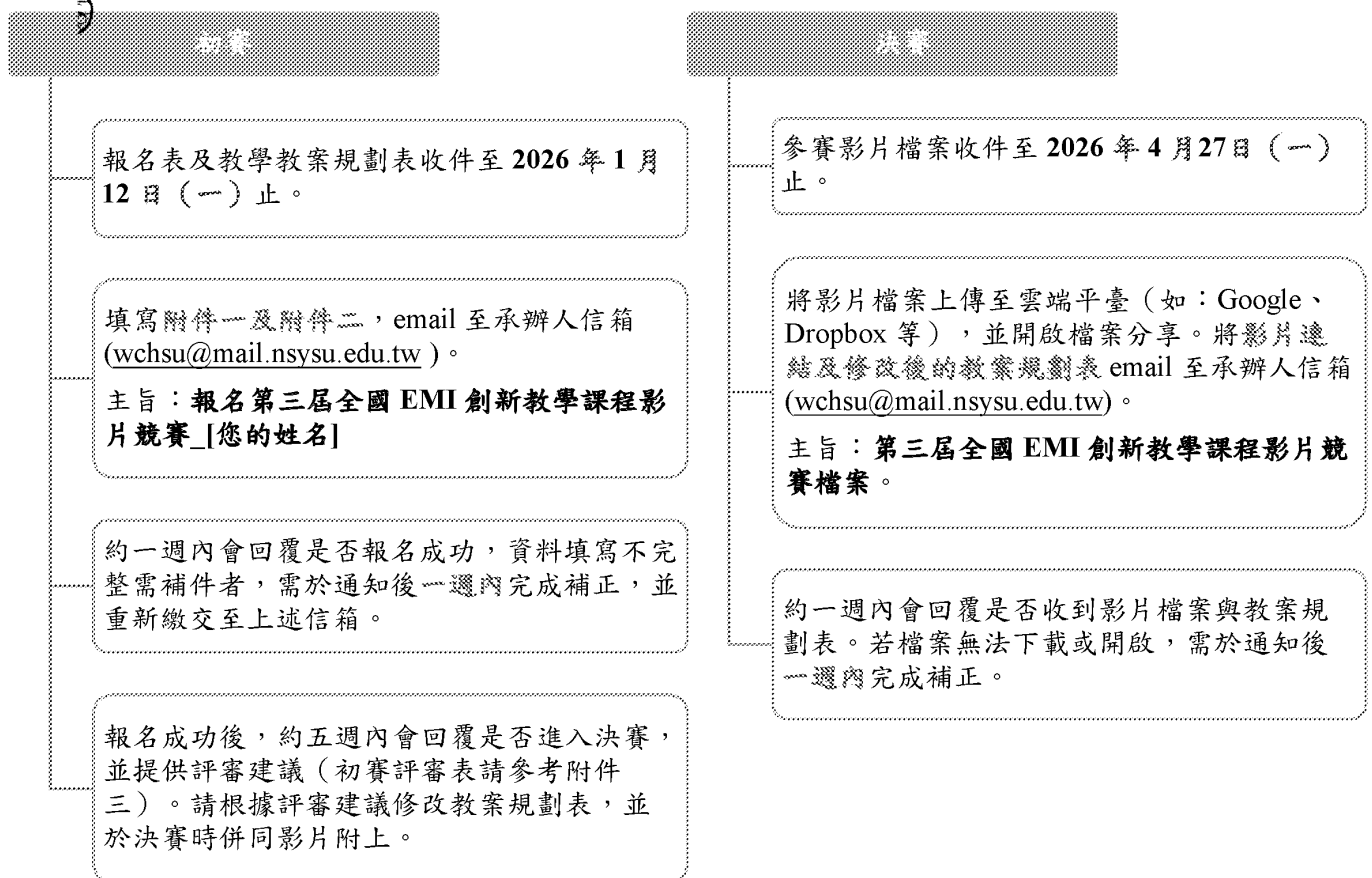 初賽
報名表及教學教案規劃表收件至 2026 年 1 月
12 日（一）止。
填寫附件一及附件二，email 至承辦人信箱
(wchsu@mail.nsysu.edu.tw )。
主旨：報名第三屆全國 EMI 創新教學課程影
片競賽_[您的姓名]
約一週內會回覆是否報名成功，資料填寫不完
整需補件者，需於通知後一週內完成補正，並
重新繳交至上述信箱。
報名成功後，約五週內會回覆是否進入決賽，
並提供評審建議（初賽評審表請參考附件
三）。請根據評審建議修改教案規劃表，並
於決賽時併同影片附上。
決賽
參賽影片檔案收件至 2026 年 4 月27日（一）
止。
將影片檔案上傳至雲端平臺（如：Google、
Dropbox 等），並開啟檔案分享。將影片連
結及修改後的教案規劃表 email 至承辦人信箱
(wchsu@mail.nsysu.edu.tw)。
主旨：第三屆全國 EMI 創新教學課程影片競
賽檔案。
約一週內會回覆是否收到影片檔案與教案規
劃表。若檔案無法下載或開啟，需於通知後
一週內完成補正。